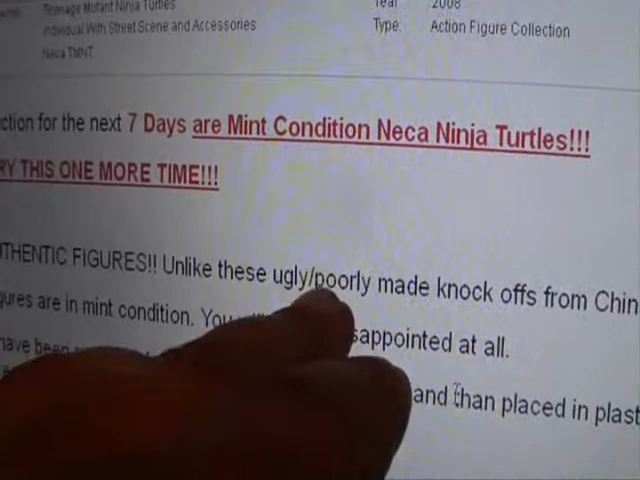 Teenage Mutant Ninja Turtles Year 2008
Individual With Street Scene and Accessories Type: Action Figure Collection
Neca TMNT
ction for the next 7 Days are Mint Condition Neca Ninja Turtles!!!
RY THIS ONE MORE TIME!!!
THENTIC FIGURES!! Unlike these ugly/poorly made knock offs from Chin
gures are in mint condition. You sappointed at all.
have been and than placed in plast